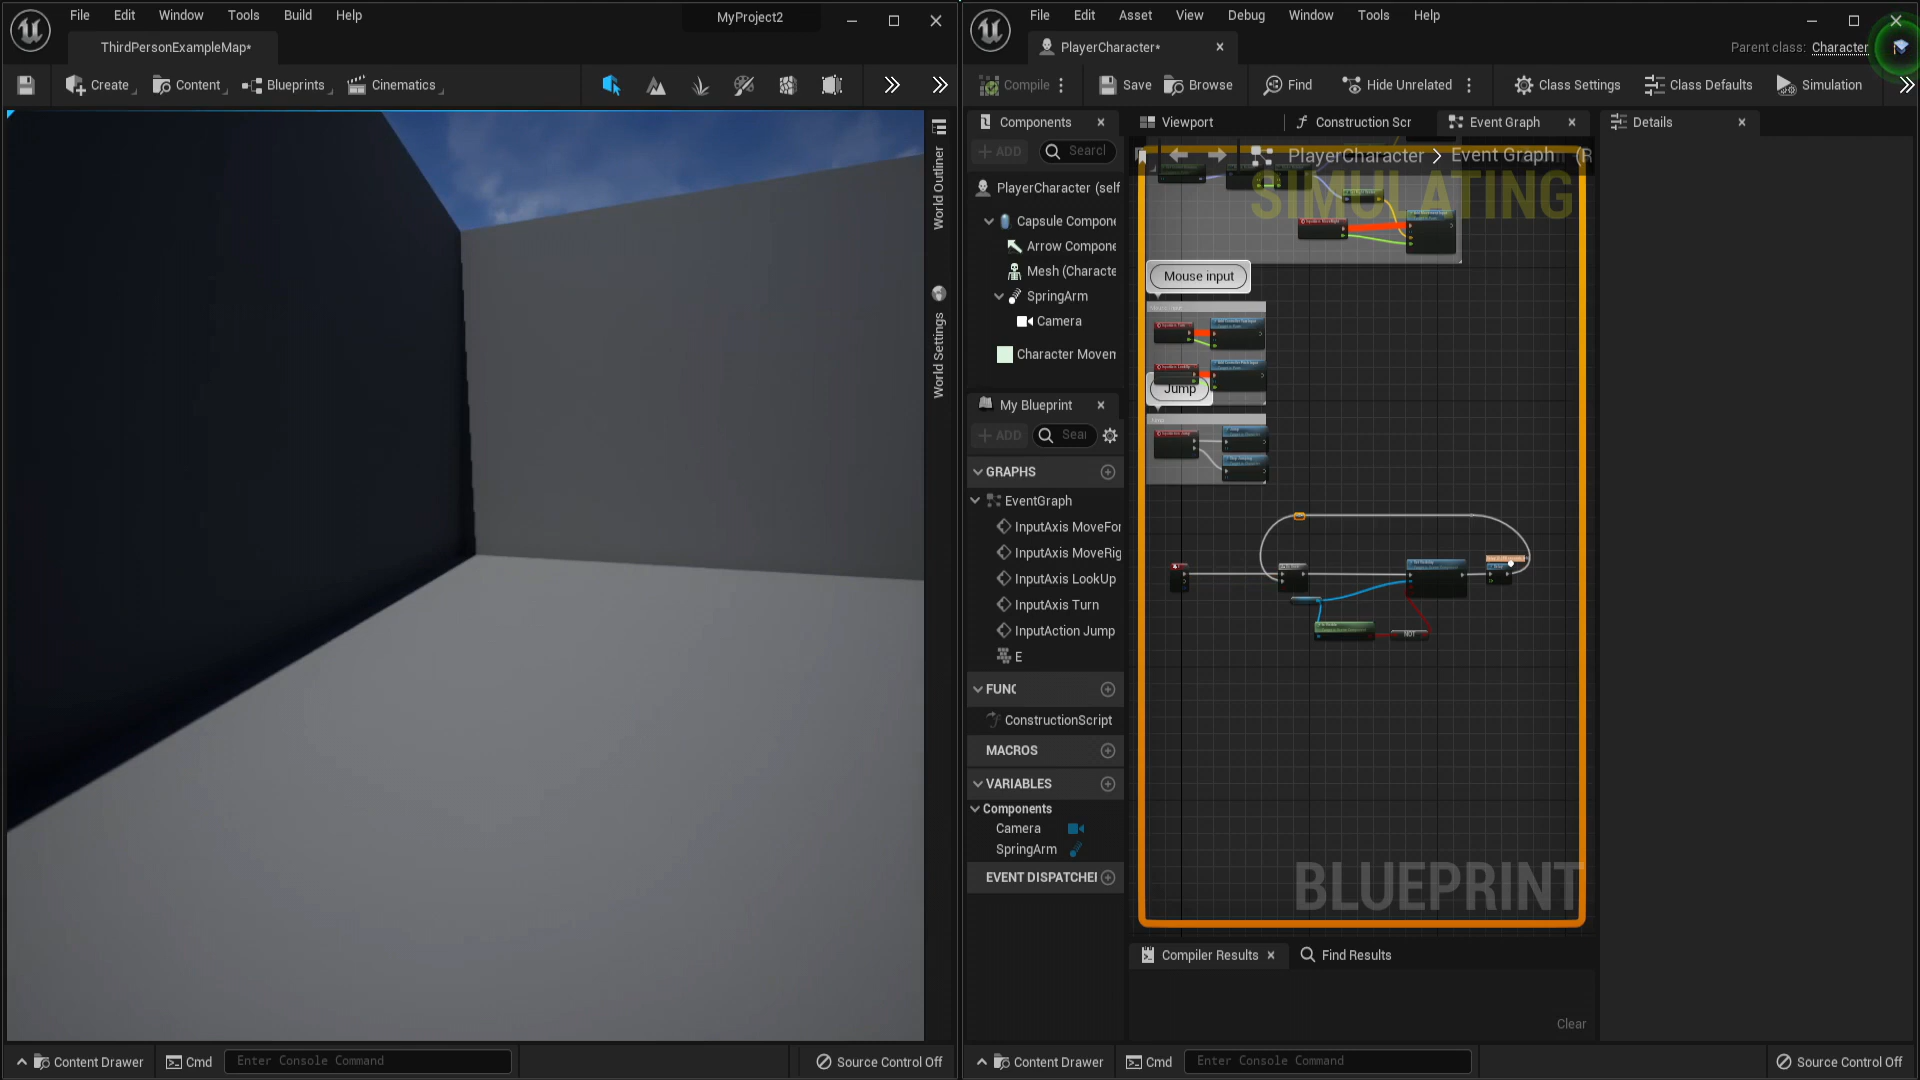 File Edit Window Tools Build Help
MyProject2
ThirdPersonExampleMap*
Create Content Blueprints Cinematics
World Outliner
World Settings
Content Drawer Cmd Enter Console Command Source Control Off
File Edit Asset View Debug Window Tools Help
PlayerCharacter*
Parent class: Character
Compile Save Browse Find Hide Unrelated Class Settings Class Defaults Simulation
Components
ADD Search
PlayerCharacter (self
Capsule Compone
Arrow Compone
Mesh (Characte
SpringArm
Camera
Character Movem
My Blueprint
ADD Sear
GRAPHS
EventGraph
InputAxis MoveFor
InputAxis MoveRig
InputAxis LookUp
InputAxis Turn
InputAction Jump
E
FUNC
ConstructionScript
MACROS
VARIABLES
Components
Camera
SpringArm
EVENT DISPATCHER
Viewport Construction Scr Event Graph
PlayerCharacter > Event Graph
SIMULATING
Mouse input
Jump
NOT
BLUEPRINT
Details
Compiler Results Find Results
Clear
Content Drawer Cmd Enter Console Command Source Control Off